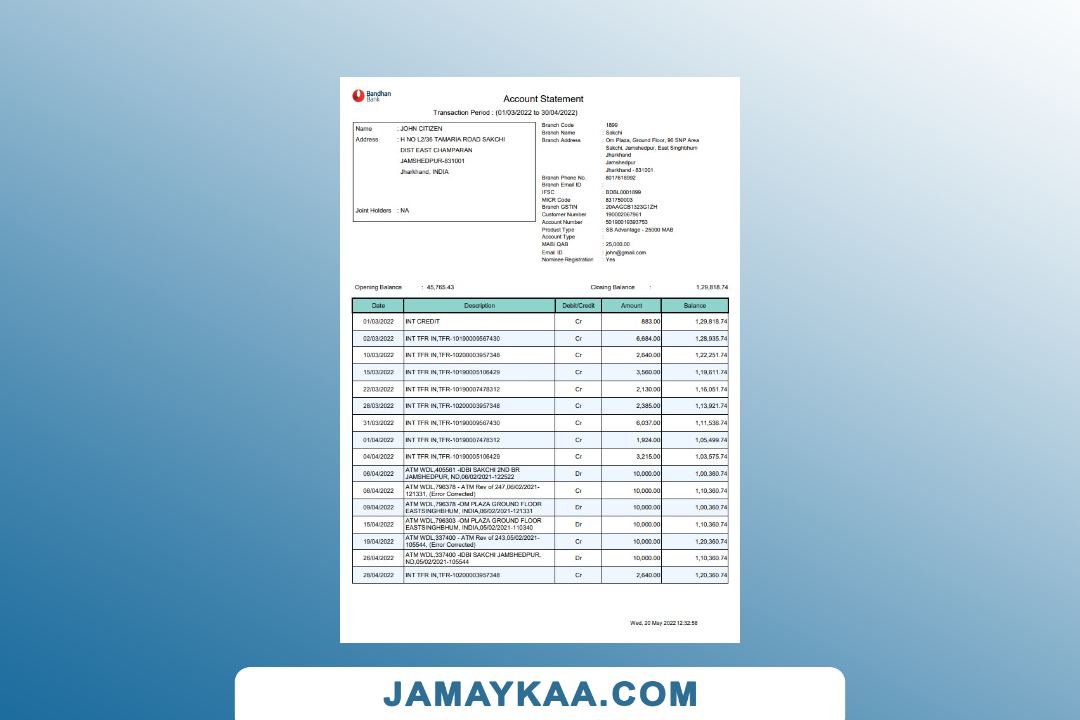 Bandhan
Bank
Account Statement
Transaction Period : (01/03/2022 to 30/04/2022)
Name : JOHN CITIZEN
Address : H NO L2/36 TAMARIA ROAD SAKCHI
DIST EAST CHAMPARAN
JAMSHEDPUR-831001
Jharkhand, INDIA
Joint Holders : NA
Branch Code : 1899
Branch Name : Sakchi
Branch Address : Om Plaza, Ground Floor, 96 SNP Area
Sakchi, Jamshedpur, East Singhbhum
Jharkhand
Jamshedpur
Jharkhand - 831001
Branch Phone No. : 8017618992
Branch Email ID :
IFSC : BDBL0001899
MICR Code : 831750003
Branch GSTIN : 20AAGCB1323G1ZH
Customer Number : 190002067961
Account Number : 50190019393753
Product Type : SB Advantage - 25000 MAB
Account Type :
MAB/ QAB : 25,000.00
Email ID : john@gmail.com
Nominee Registration : Yes
Opening Balance : 45,765.43 Closing Balance : 1,29,818.74
Date Description Debit/Credit Amount Balance
01/03/2022 INT CREDIT Cr 883.00 1,29,818.74
02/03/2022 INT TFR IN,TFR-10190009567430 Cr 6,684.00 1,28,935.74
10/03/2022 INT TFR IN,TFR-10200003957348 Cr 2,640.00 1,22,251.74
15/03/2022 INT TFR IN,TFR-10190005106429 Cr 3,560.00 1,19,611.74
22/03/2022 INT TFR IN,TFR-10190007478312 Cr 2,130.00 1,16,051.74
28/03/2022 INT TFR IN,TFR-10200003957348 Cr 2,385.00 1,13,921.74
31/03/2022 INT TFR IN,TFR-10190009567430 Cr 6,037.00 1,11,536.74
01/04/2022 INT TFR IN,TFR-10190007478312 Cr 1,924.00 1,05,499.74
04/04/2022 INT TFR IN,TFR-10190005106429 Cr 3,215.00 1,03,575.74
06/04/2022 ATM WDL,405561 -IDBI SAKCHI 2ND BR Dr 10,000.00 1,00,360.74
JAMSHEDPUR, ND,06/02/2021-122522
08/04/2022 ATM WDL,796378 - ATM Rev of 247,06/02/2021- Cr 10,000.00 1,10,360.74
121331, (Error Corrected)
09/04/2022 ATM WDL,796378 -OM PLAZA GROUND FLOOR Dr 10,000.00 1,00,360.74
EASTSINGHBHUM, INDIA,06/02/2021-121331
15/04/2022 ATM WDL,796303 -OM PLAZA GROUND FLOOR Dr 10,000.00 1,10,360.74
EASTSINGHBHUM, INDIA,05/02/2021-110340
19/04/2022 ATM WDL,337400 - ATM Rev of 243,05/02/2021- Cr 10,000.00 1,20,360.74
105544, (Error Corrected)
26/04/2022 ATM WDL,337400 -IDBI SAKCHI JAMSHEDPUR, Dr 10,000.00 1,10,360.74
ND,05/02/2021-105544
28/04/2022 INT TFR IN,TFR-10200003957348 Cr 2,640.00 1,20,360.74
Wed, 20 May 2022 12:32:58
JAMAYKAA.COM